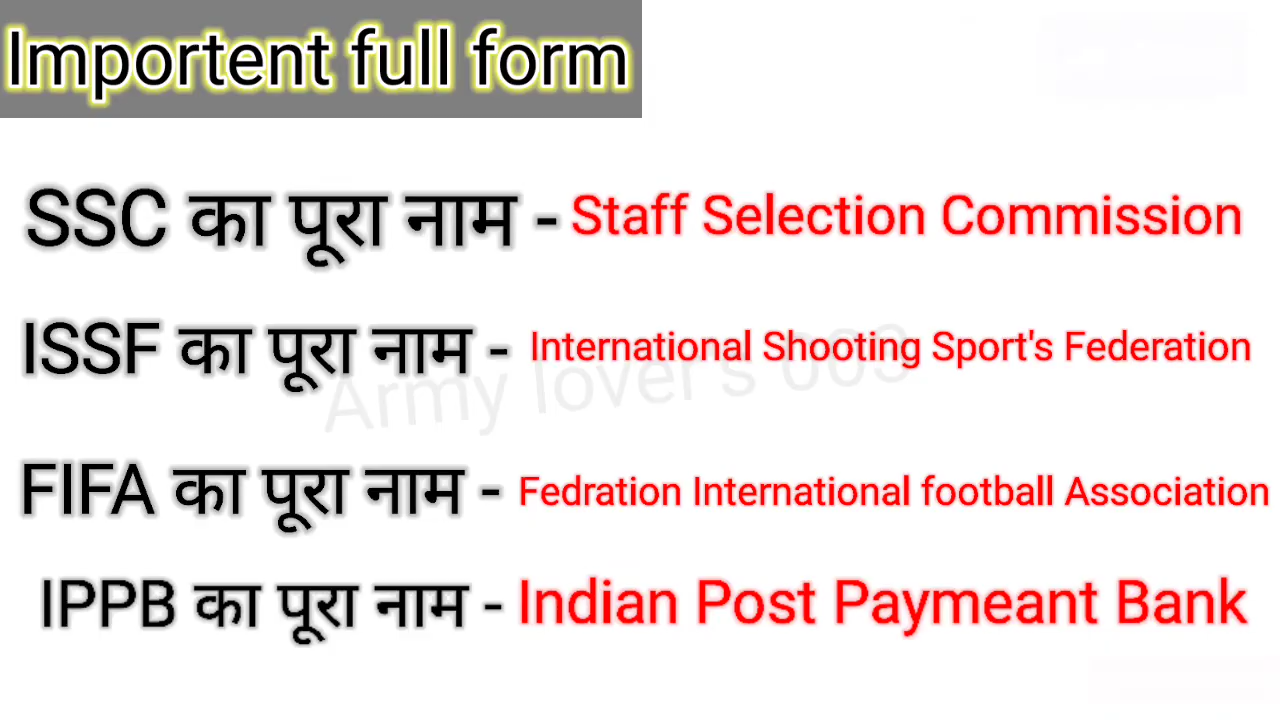 Importent full form
SSC का पूरा नाम - Staff Selection Commission
ISSF का पूरा नाम - International Shooting Sport's Federation
Army lover's 003
FIFA का पूरा नाम - Fedration International football Association
IPPB का पूरा नाम - Indian Post Paymeant Bank